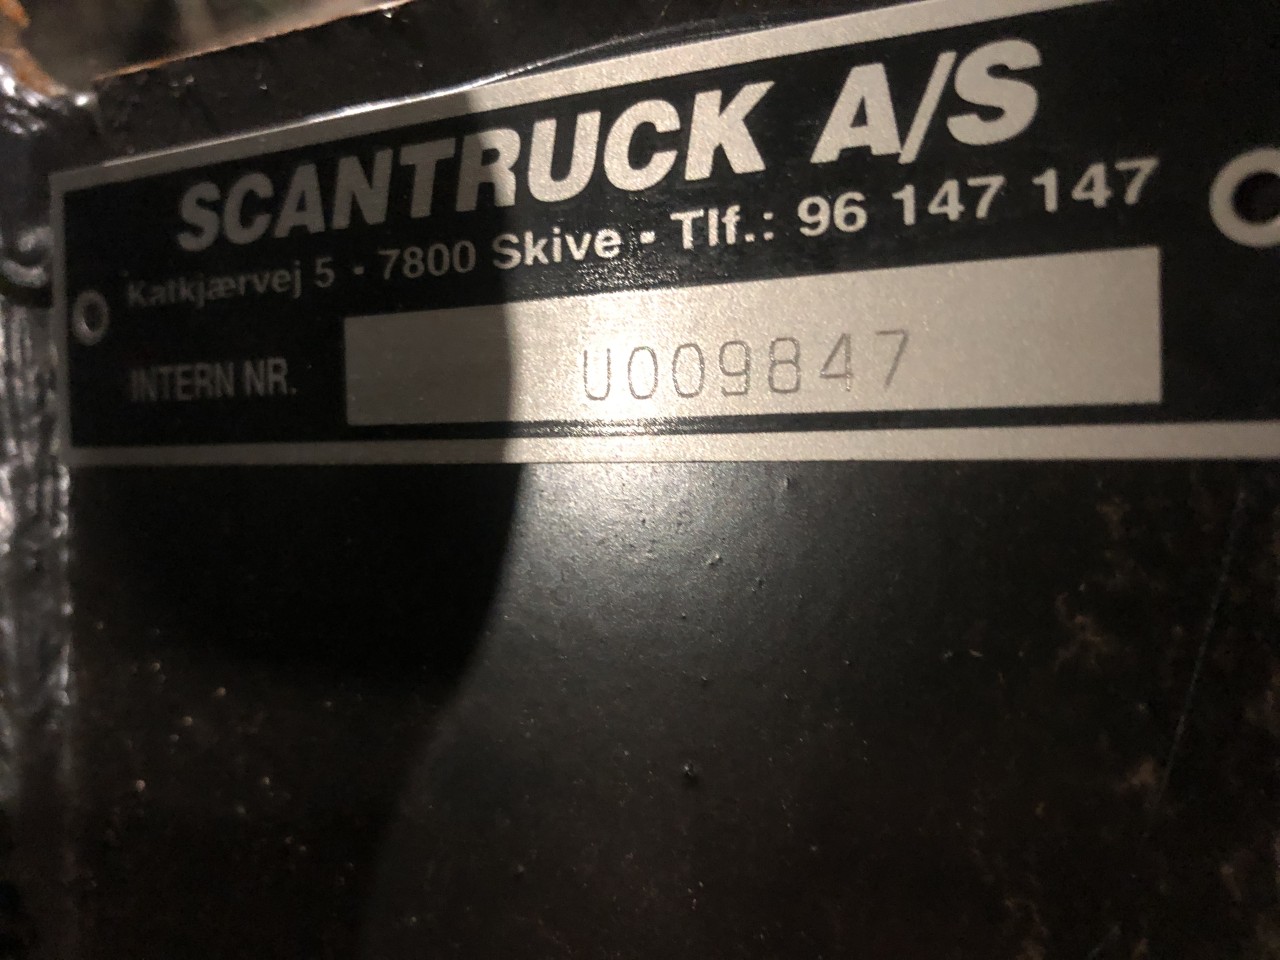 SCANTRUCK A/S
Katkjærvej 5 · 7800 Skive · Tlf.: 96 147 147
INTERN NR. U009847